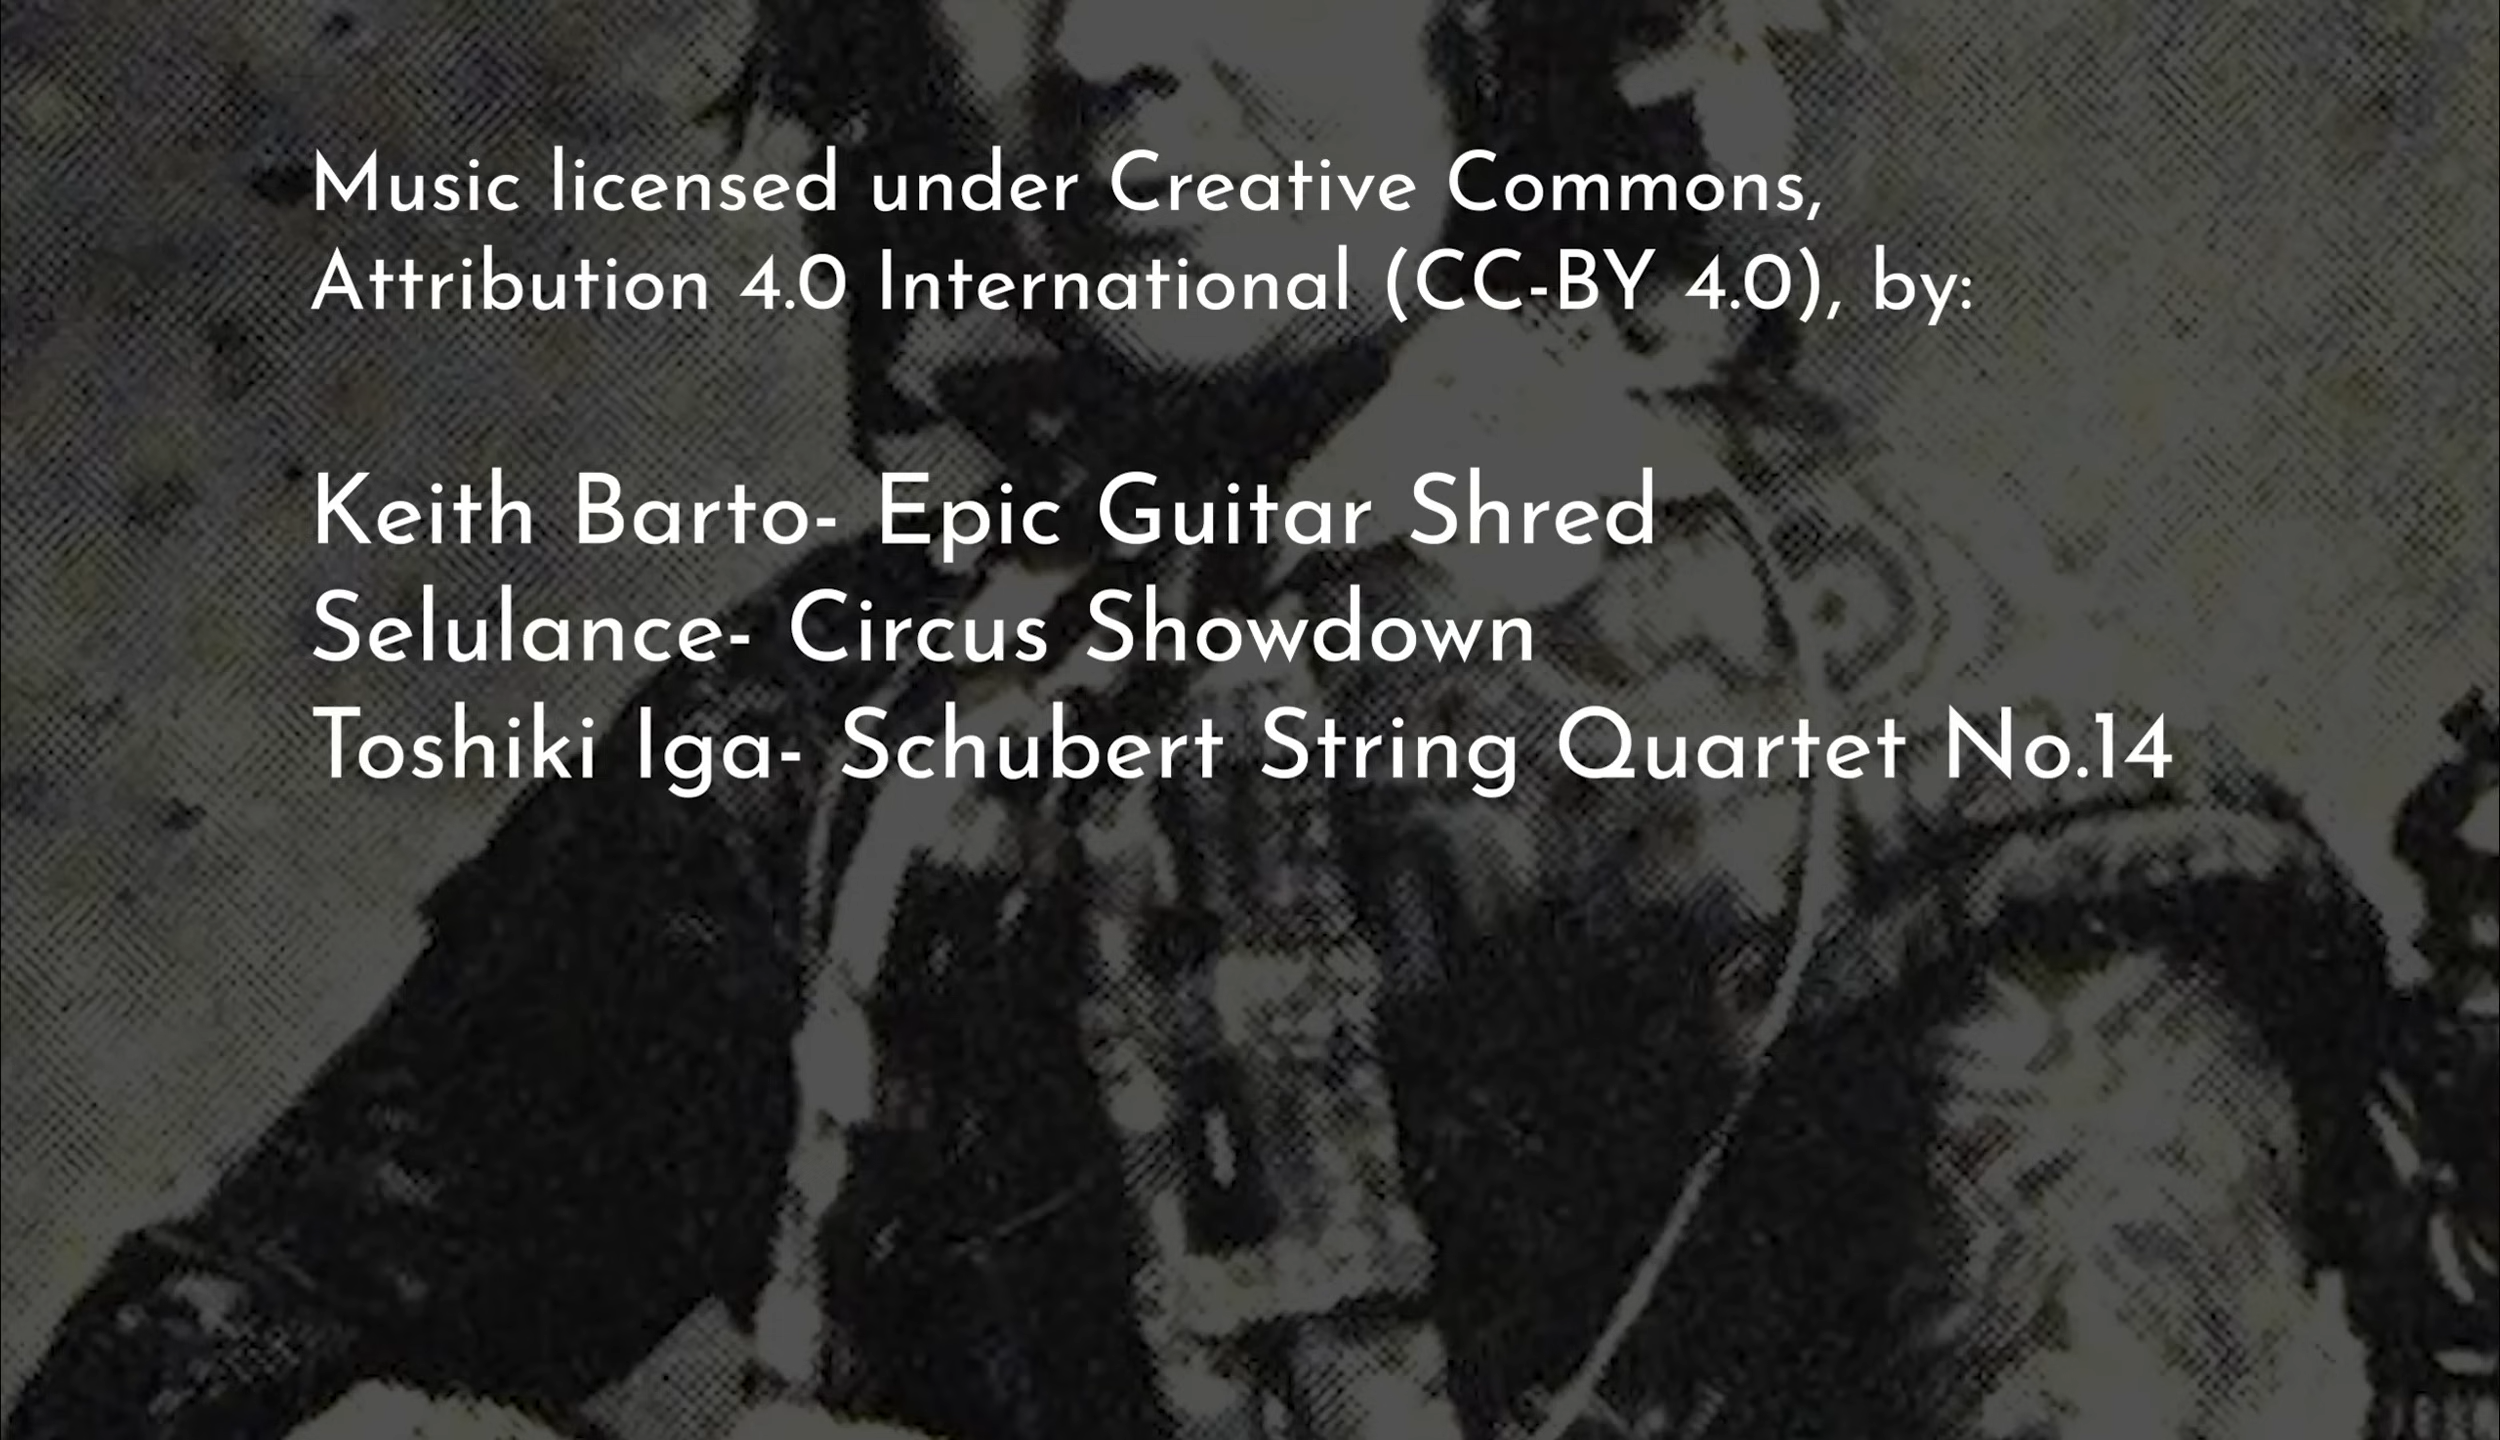 Music licensed under Creative Commons,
Attribution 4.0 International (CC-BY 4.0), by:
Keith Barto- Epic Guitar Shred
Selulance- Circus Showdown
Toshiki Iga- Schubert String Quartet No.14